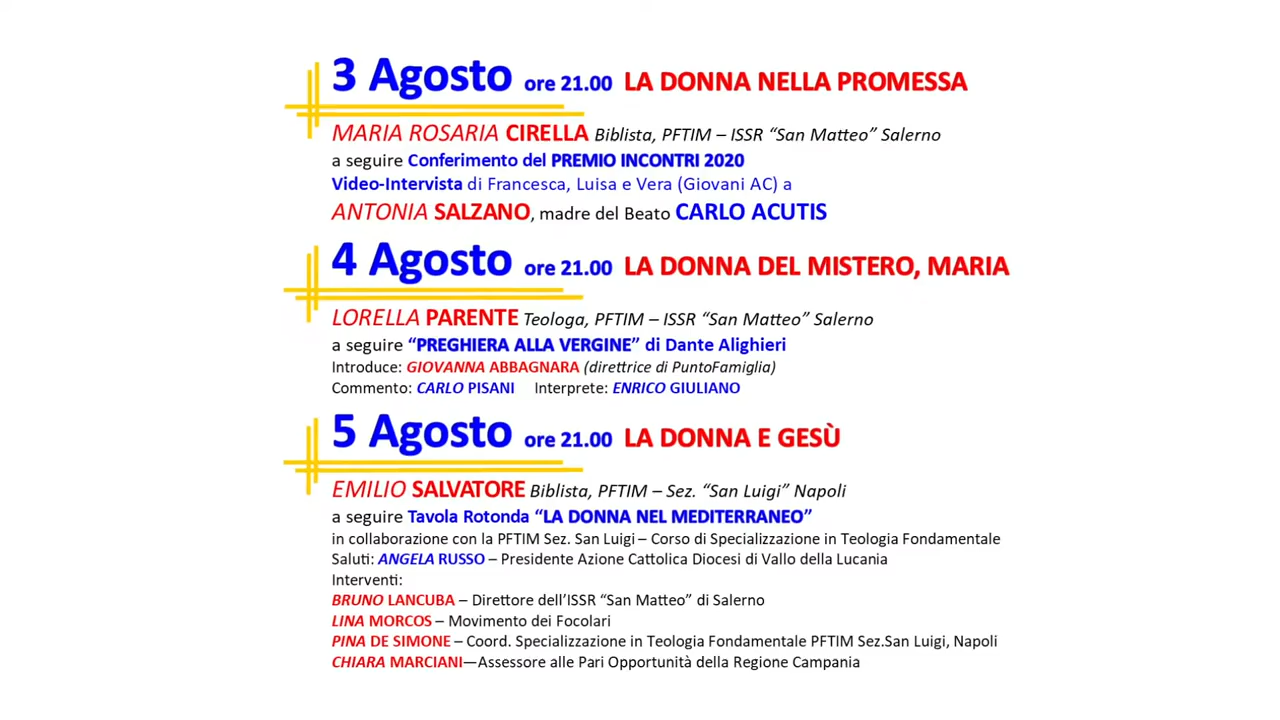 3 Agosto ore 21.00 LA DONNA NELLA PROMESSA
MARIA ROSARIA CIRELLA Biblista, PFTIM – ISSR “San Matteo” Salerno
a seguire Conferimento del PREMIO INCONTRI 2020
Video-Intervista di Francesca, Luisa e Vera (Giovani AC) a
ANTONIA SALZANO, madre del Beato CARLO ACUTIS
4 Agosto ore 21.00 LA DONNA DEL MISTERO, MARIA
LORELLA PARENTE Teologa, PFTIM – ISSR “San Matteo” Salerno
a seguire “PREGHIERA ALLA VERGINE” di Dante Alighieri
Introduce: GIOVANNA ABBAGNARA (direttrice di PuntoFamiglia)
Commento: CARLO PISANI Interprete: ENRICO GIULIANO
5 Agosto ore 21.00 LA DONNA E GESÙ
EMILIO SALVATORE Biblista, PFTIM – Sez. “San Luigi” Napoli
a seguire Tavola Rotonda “LA DONNA NEL MEDITERRANEO”
in collaborazione con la PFTIM Sez. San Luigi – Corso di Specializzazione in Teologia Fondamentale
Saluti: ANGELA RUSSO – Presidente Azione Cattolica Diocesi di Vallo della Lucania
Interventi:
BRUNO LANCUBA – Direttore dell’ISSR “San Matteo” di Salerno
LINA MORCOS – Movimento dei Focolari
PINA DE SIMONE – Coord. Specializzazione in Teologia Fondamentale PFTIM Sez.San Luigi, Napoli
CHIARA MARCIANI—Assessore alle Pari Opportunità della Regione Campania